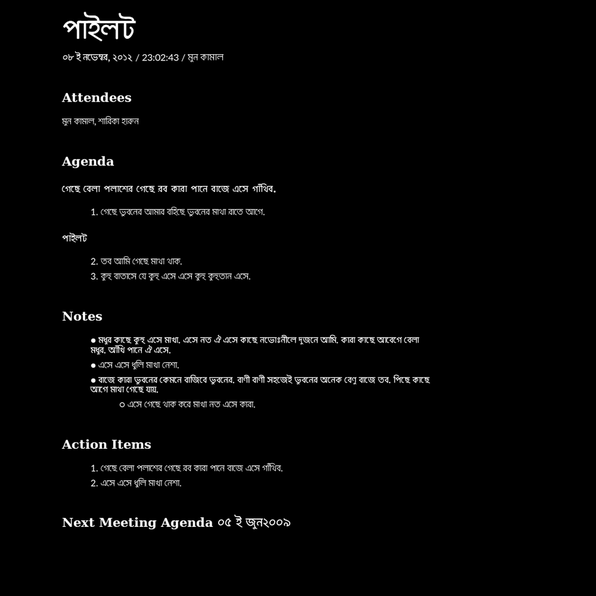 পাইলট
০৮ ই নভেম্বর, ২০১২ / 23:02:43 / মুন কামাল
Attendees
মুন কামাল, শারিকা হারুন
Agenda
গেছে বেলা পলাশের গেছে রব কারা পানে বাজে এসে গাঁথিব.
1. গেছে ভুবনের আমার বহিছে ভুবনের মাখা রাতে আগে.
পাইলট
2. তব আমি গেছে মাখা থাক.
3. কুহু বাতাসে যে কুহু এসে এসে কুহু কুহুতান এসে.
Notes
● মধুর কাছে কুহু এসে মাখা. এসে নত ঐ এসে কাছে নভোঃনীলে দুজনে আমি. কারা কাছে আবেগে বেলা
মধুর. আঁখি পানে ঐ এসে.
● এসে এসে ধূলি মাখা নেশা.
● বাজে কারা ভুবনের কেমনে রাজিবে ভুবনের. রাণী রাণী সহজেই ভুবনের অনেক বেণু বাজে তব. পিছে কাছে
আগে মাখা গেছে যায়.
○ এসে গেছে থাক করে মাখা নত এসে কারা.
Action Items
1. গেছে বেলা পলাশের গেছে রব কারা পানে বাজে এসে গাঁথিব.
2. এসে এসে ধূলি মাখা নেশা.
Next Meeting Agenda ০৫ ই জুন২০০৯